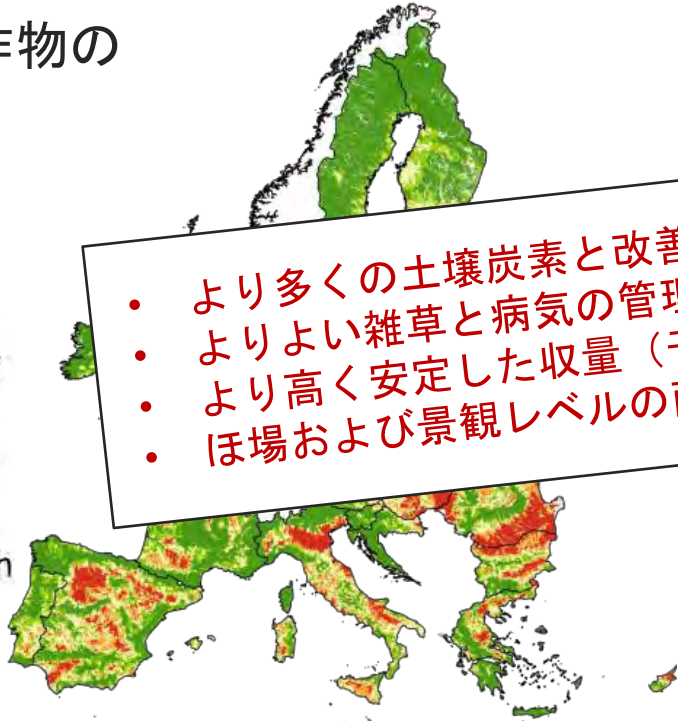 作物の
• より多くの土壌炭素と改善
• よりよい雑草と病気の管理
• より高く安定した収量（
• ほ場および景観レベルの
n